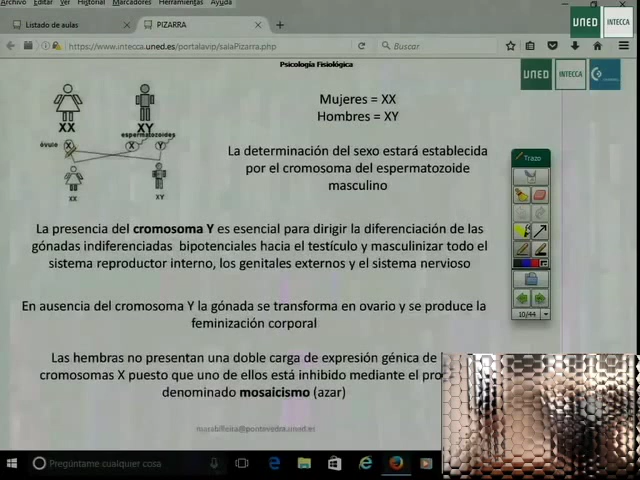 Archivo Editar Ver Historial Marcadores Herramientas Ayuda
Listado de aulas
PIZARRA
https://www.intecca.uned.es/portalavip/salaPizarra.php
Buscar
UNED
INTECCA
Psicología Fisiológica
UNED
INTECCA
XX
XY
óvulo
espermatozoides
X
X
Y
XX
XY
Mujeres = XX
Hombres = XY
La determinación del sexo estará establecida
por el cromosoma del espermatozoide
masculino
La presencia del cromosoma Y es esencial para dirigir la diferenciación de las
gónadas indiferenciadas bipotenciales hacia el testículo y masculinizar todo el
sistema reproductor interno, los genitales externos y el sistema nervioso
En ausencia del cromosoma Y la gónada se transforma en ovario y se produce la
feminización corporal
Las hembras no presentan una doble carga de expresión génica de
cromosomas X puesto que uno de ellos está inhibido mediante el pro
denominado mosaicismo (azar)
Trazo
10/44
Pregúntame cualquier cosa